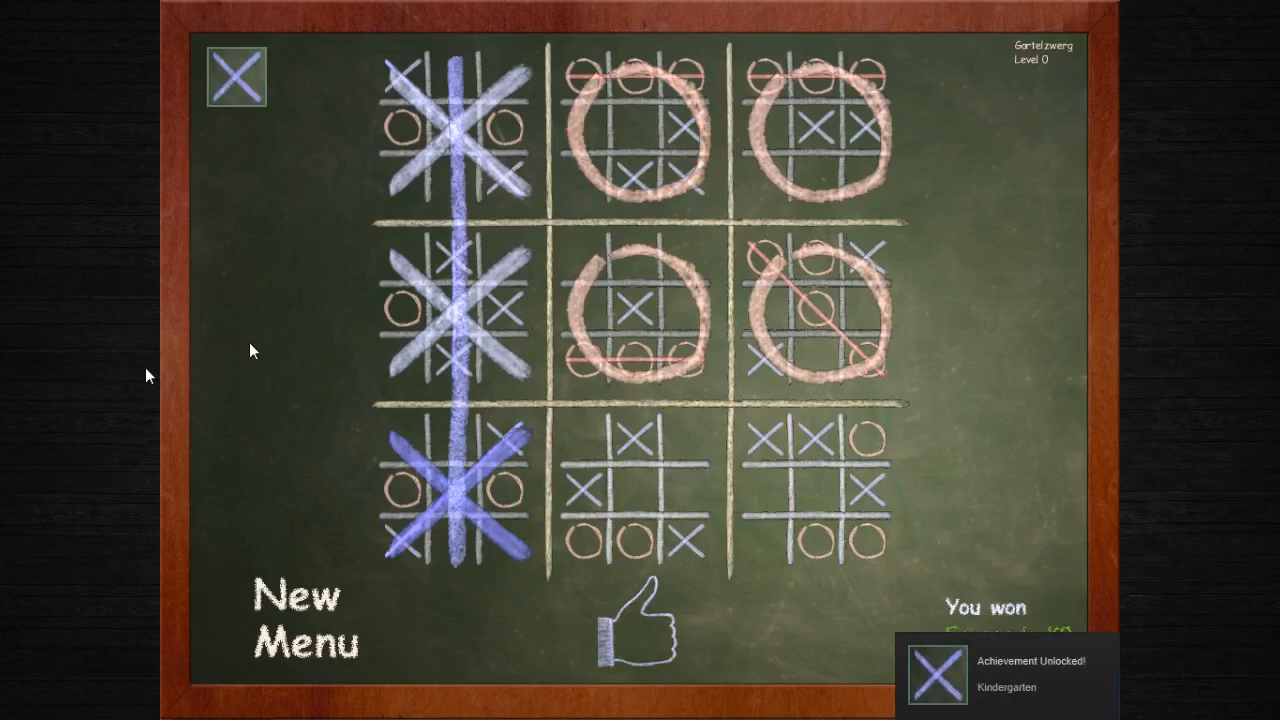 Gartelzwerg
Level 0
New
Menu
You won
Achievement Unlocked!
Kindergarten